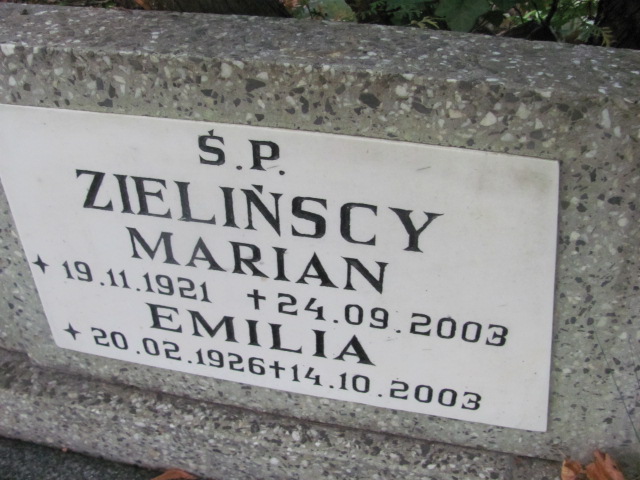 Ś.P.
ZIELIŃSCY
MARIAN
★ 19.11.1921 † 24.09.2003
EMILIA
★ 20.02.1926 † 14.10.2003